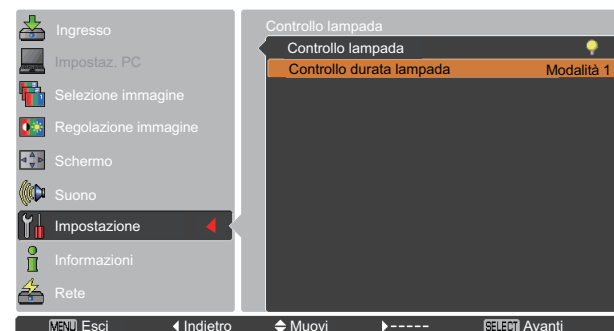 Ingresso
Impostaz. PC
Selezione immagine
Regolazione immagine
Schermo
Suono
Impostazione
Informazioni
Rete
Controllo lampada
Controllo lampada
Controllo durata lampada Modalità 1
MENU Esci Indietro Muovi ----- SELECT Avanti